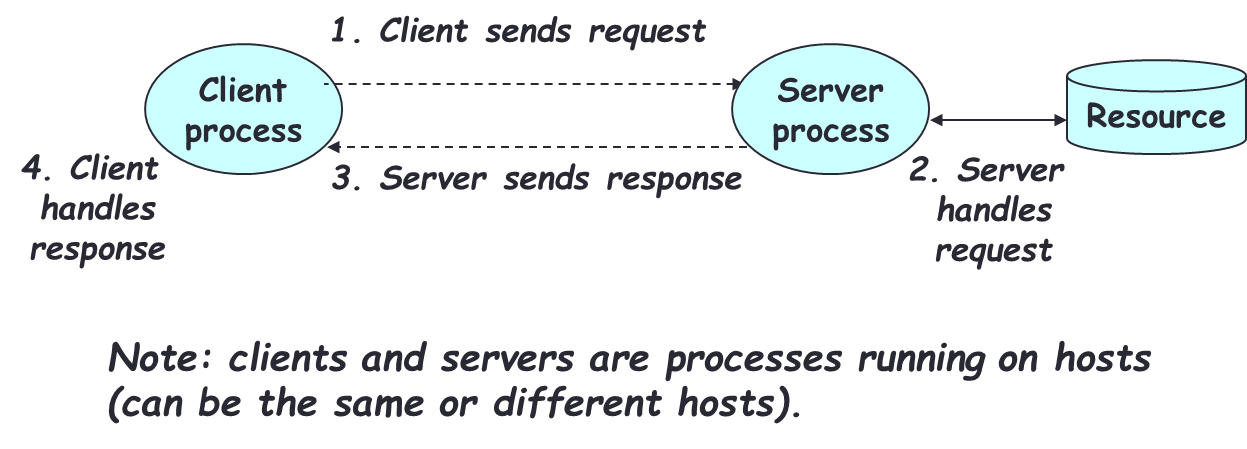 1. Client sends request
Client
process
Server
process
Resource
4. Client
handles
response
3. Server sends response
2. Server
handles
request
Note: clients and servers are processes running on hosts
(can be the same or different hosts).